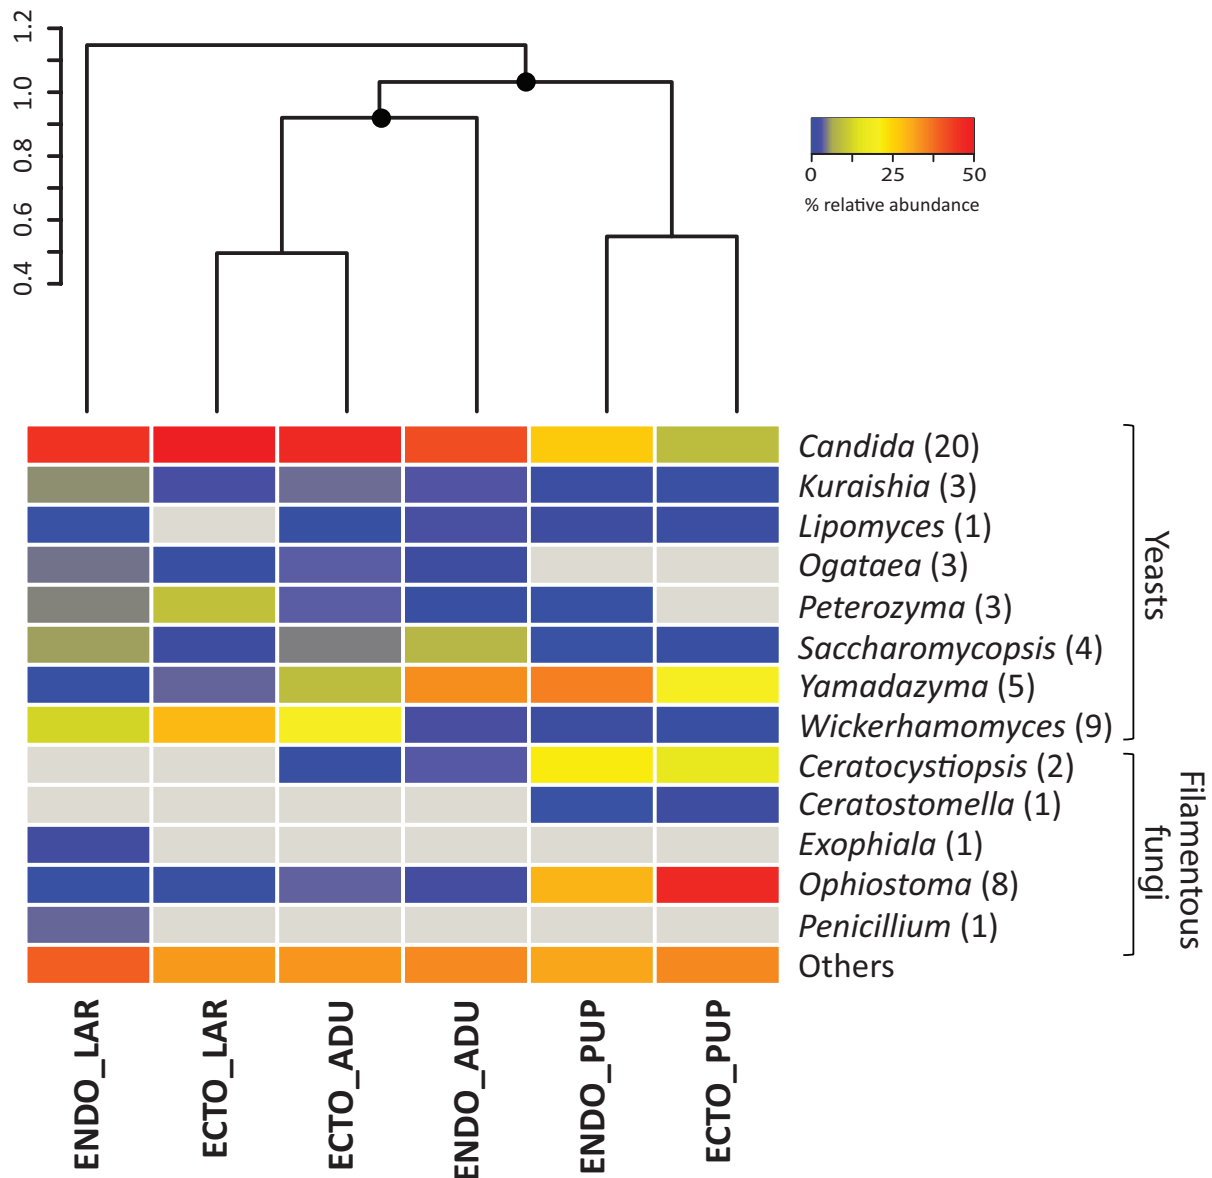 1.2
1.0
0.8
0.6
0.4
0 25 50
% relative abundance
Candida (20)
Kuraishia (3)
Lipomyces (1)
Ogataea (3)
Peterozyma (3)
Saccharomycopsis (4)
Yamadazyma (5)
Wickerhamomyces (9)
Ceratocystiopsis (2)
Ceratostomella (1)
Exophiala (1)
Ophiostoma (8)
Penicillium (1)
Others
Yeasts
Filamentous
fungi
ENDO_LAR
ECTO_LAR
ECTO_ADU
ENDO_ADU
ENDO_PUP
ECTO_PUP